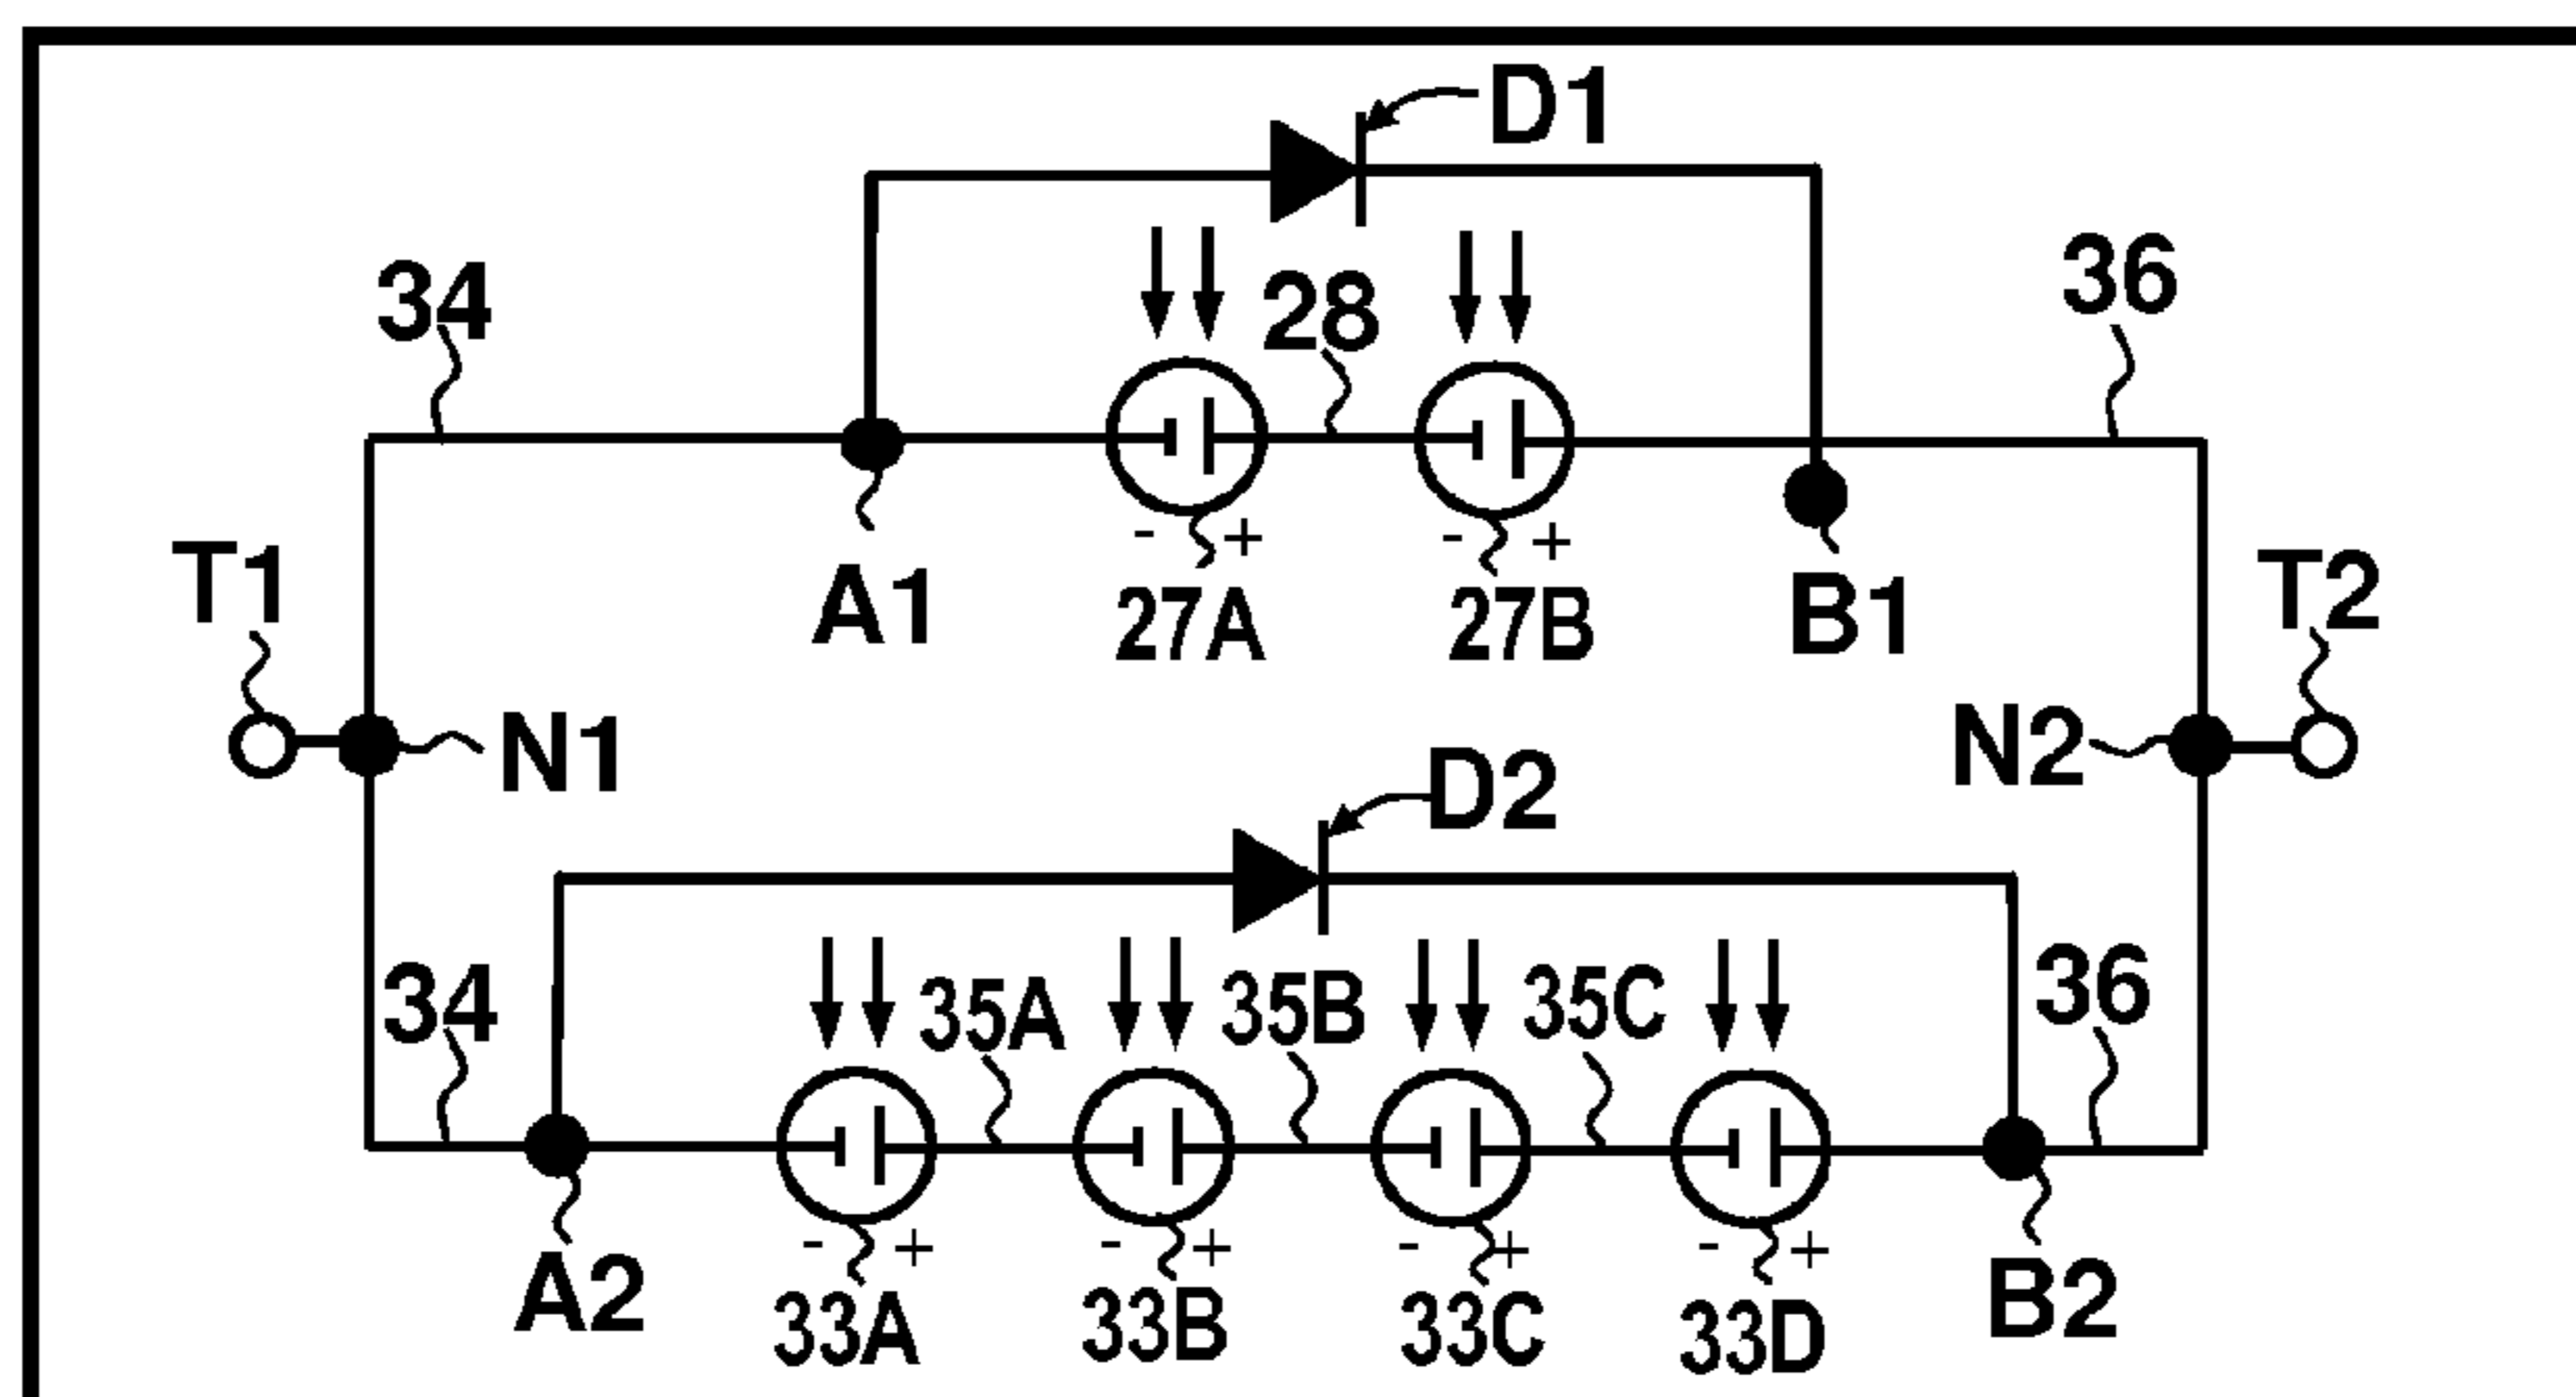 D1
34
28
36
- +
- +
A1
27A
27B
B1
T1
T2
N1
N2
D2
34
35A
35B
35C
36
- +
- +
- +
- +
A2
33A
33B
33C
33D
B2